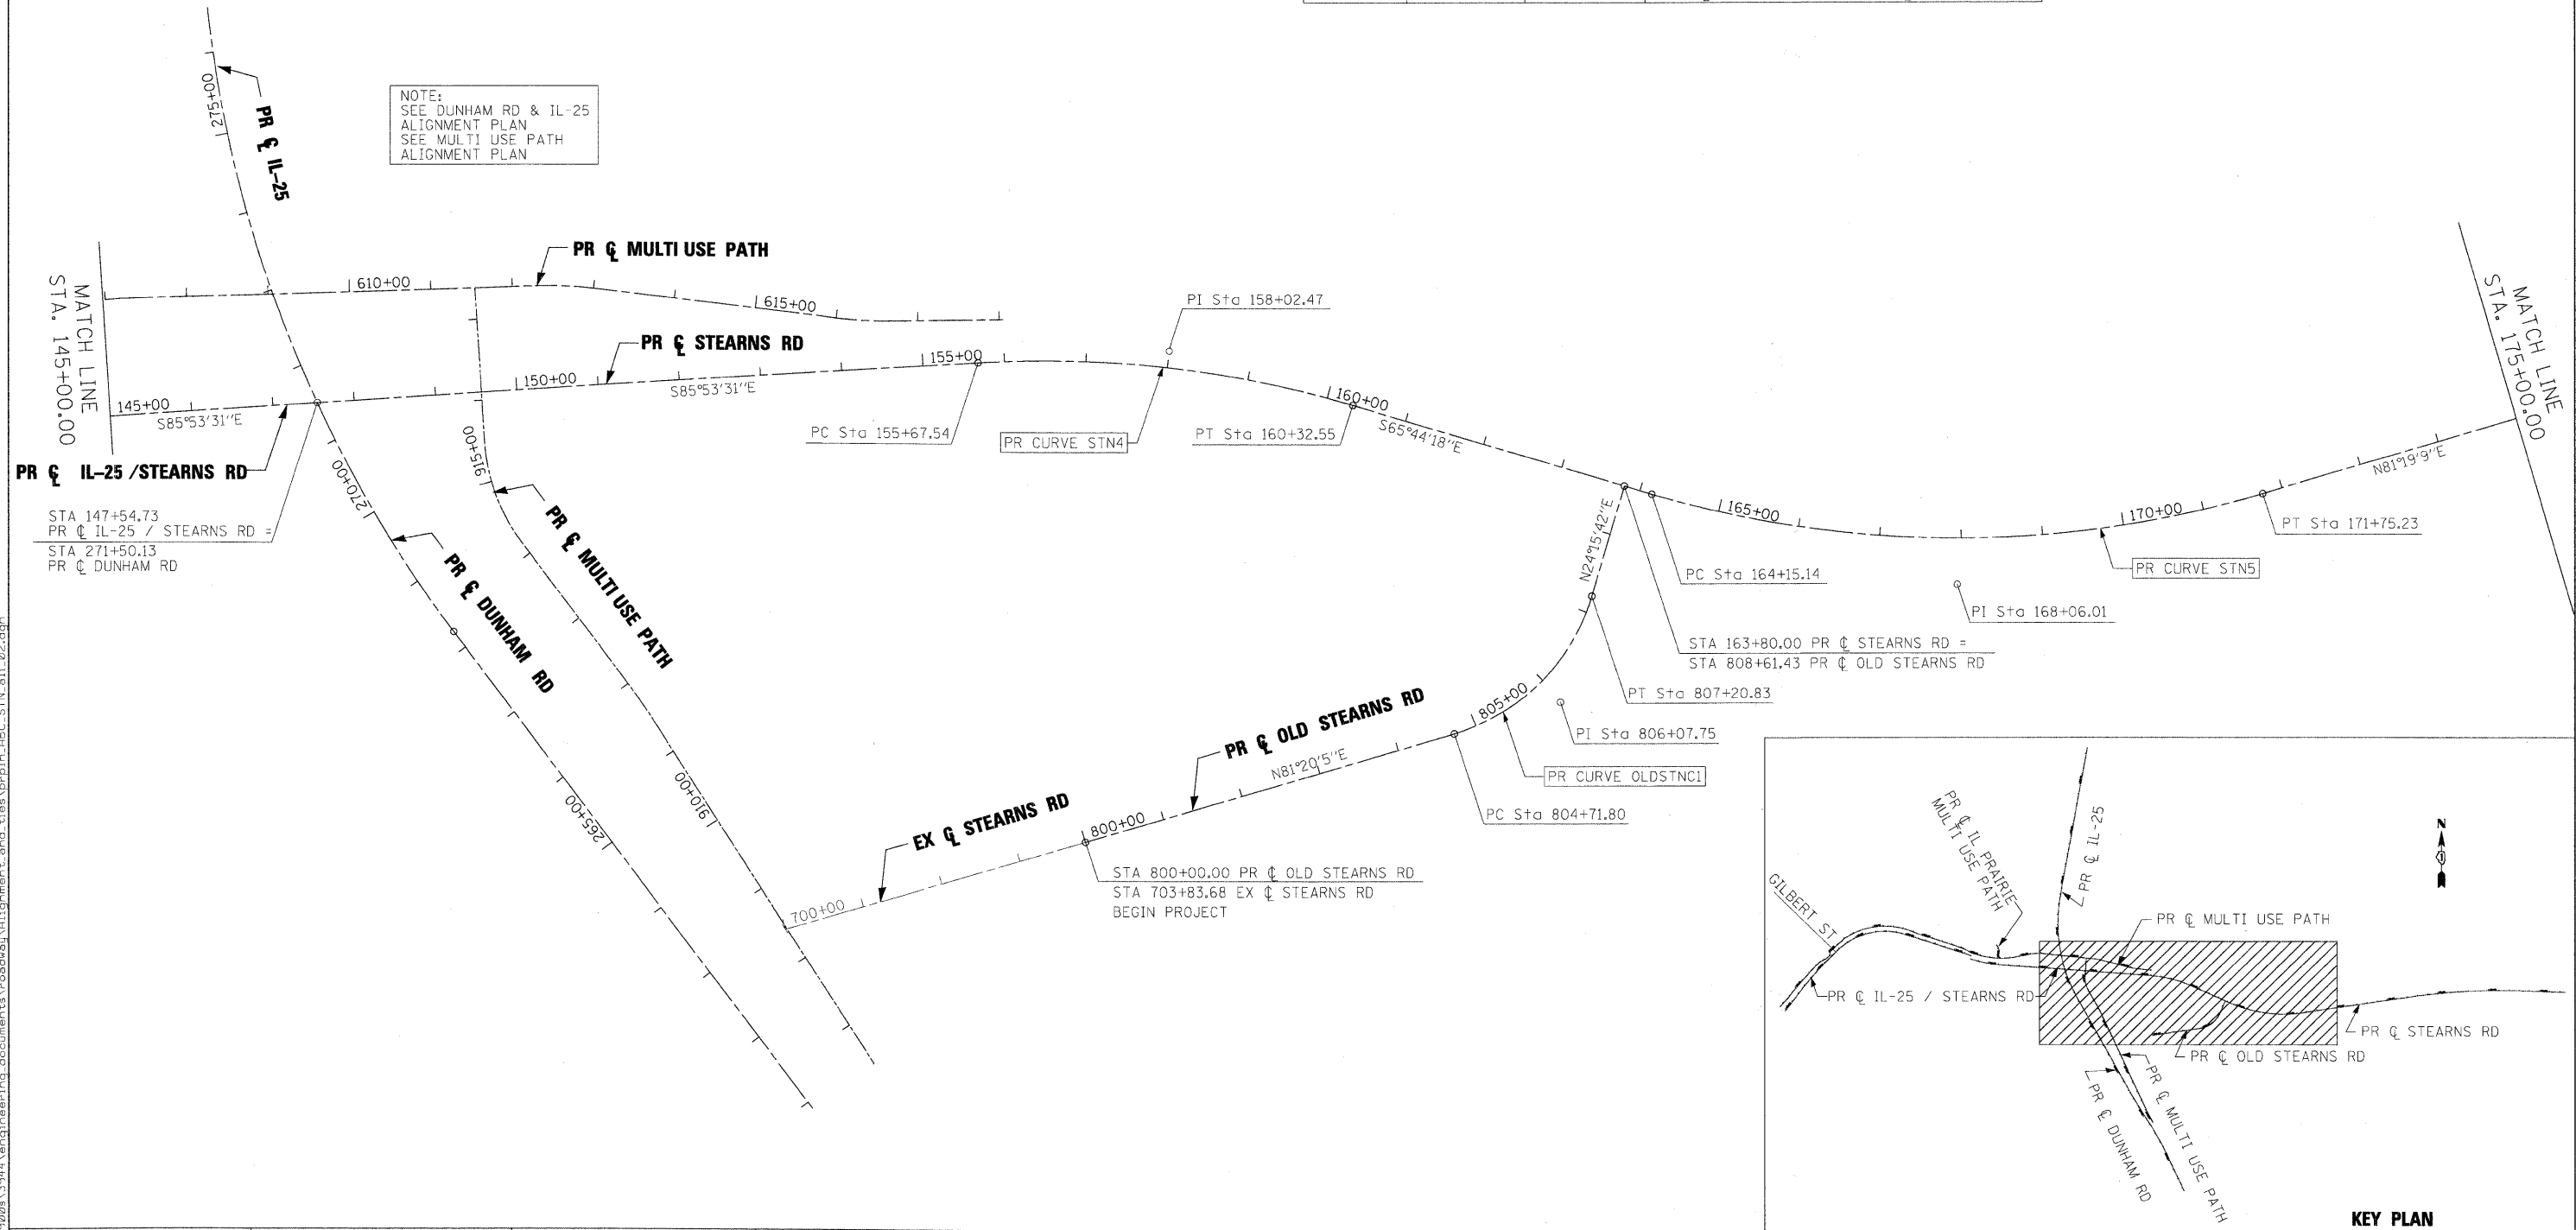 275+00
PR ℄ IL-25
NOTE:
SEE DUNHAM RD & IL-25
ALIGNMENT PLAN
SEE MULTI USE PATH
ALIGNMENT PLAN
MATCH LINE
STA. 145+00.00
610+00
PR ℄ MULTI USE PATH
615+00
PI Sta 158+02.47
MATCH LINE
STA. 175+00.00
145+00
S85°53'31"E
150+00
PR ℄ STEARNS RD
S85°53'31"E
155+00
PC Sta 155+67.54
PR CURVE STN4
160+00
PT Sta 160+32.55
S65°44'18"E
PR ℄ IL-25 /STEARNS RD
STA 147+54.73
PR ℄ IL-25 / STEARNS RD =
STA 271+50.13
PR ℄ DUNHAM RD
270+00
915+00
PR ℄ MULTI USE PATH
PR ℄ DUNHAM RD
265+00
910+00
165+00
170+00
N81°19'9"E
PT Sta 171+75.23
PR CURVE STN5
PC Sta 164+15.14
PI Sta 168+06.01
N24°15'42"E
STA 163+80.00 PR ℄ STEARNS RD =
STA 808+61.43 PR ℄ OLD STEARNS RD
PT Sta 807+20.83
805+00
PI Sta 806+07.75
PR CURVE OLDSTNC1
PC Sta 804+71.80
PR ℄ OLD STEARNS RD
N81°20'5"E
800+00
EX ℄ STEARNS RD
700+00
STA 800+00.00 PR ℄ OLD STEARNS RD
STA 703+83.68 EX ℄ STEARNS RD
BEGIN PROJECT
GILBERT ST
PR ℄ IL PRAIRIE
MULTI USE PATH
PR ℄ IL-25
N
PR ℄ MULTI USE PATH
PR ℄ IL-25 / STEARNS RD
PR ℄ STEARNS RD
PR ℄ OLD STEARNS RD
PR ℄ DUNHAM RD
PR ℄ MULTI USE PATH
KEY PLAN